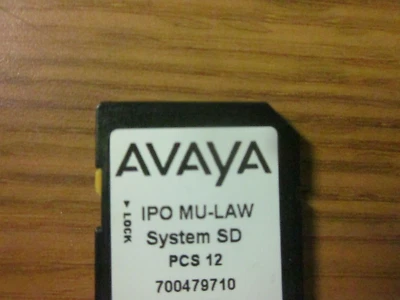 AVAYA
LOCK
IPO MU-LAW
System SD
PCS 12
700479710